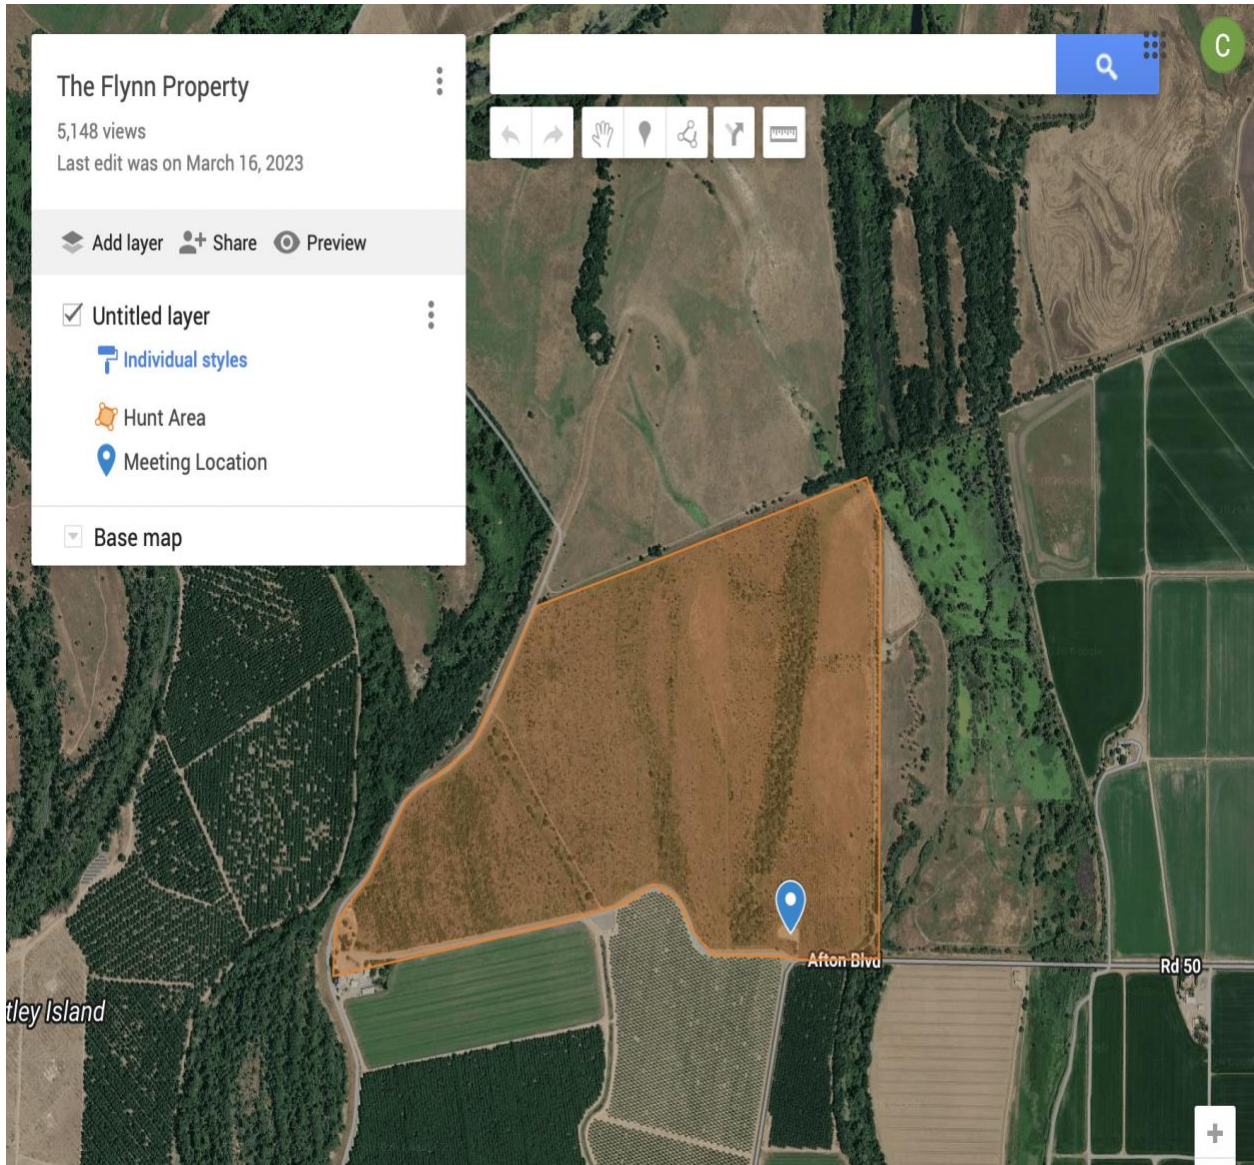 The Flynn Property
5,148 views
Last edit was on March 16, 2023
Add layer Share Preview
Untitled layer
Individual styles
Hunt Area
Meeting Location
Base map
C
Afton Blvd
Rd 50
tley Island
+